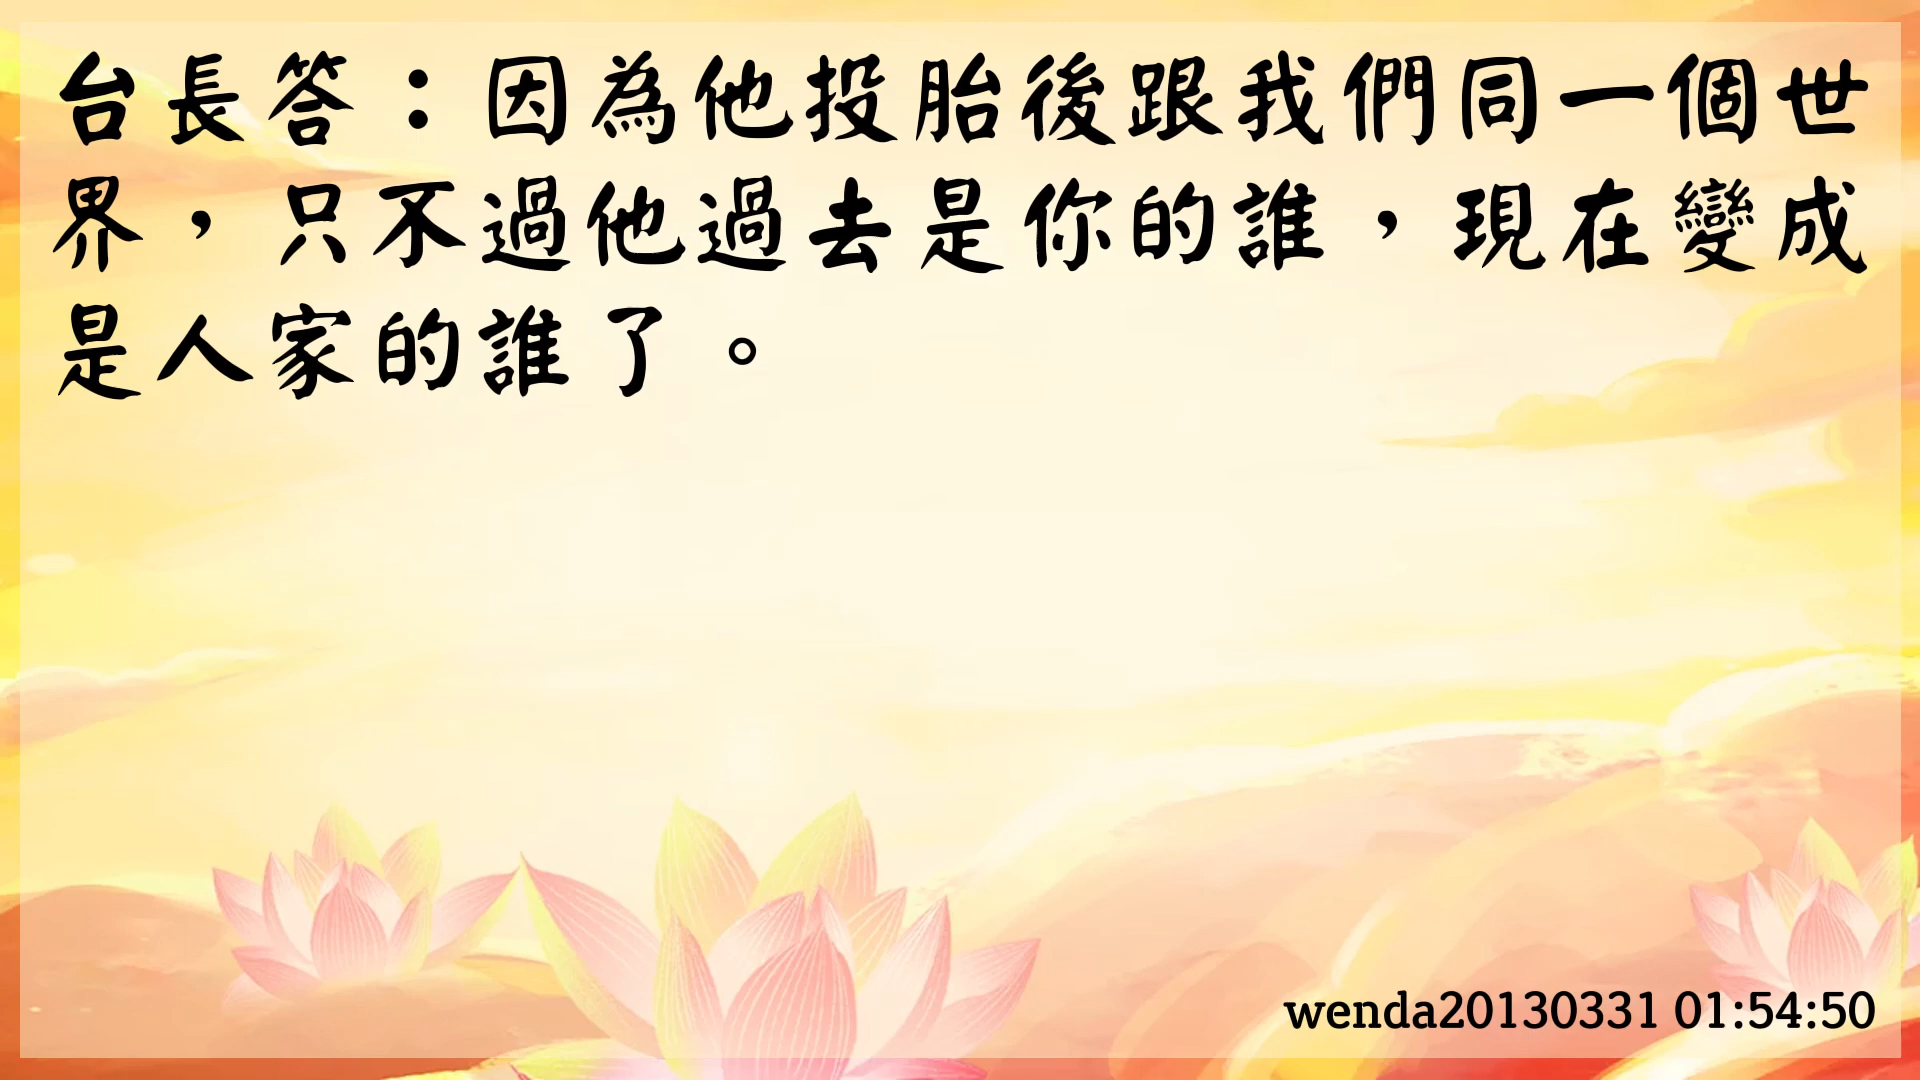 台長答：因為他投胎後跟我們同一個世
界，只不過他過去是你的誰，現在變成
是人家的誰了。
wenda20130331 01:54:50